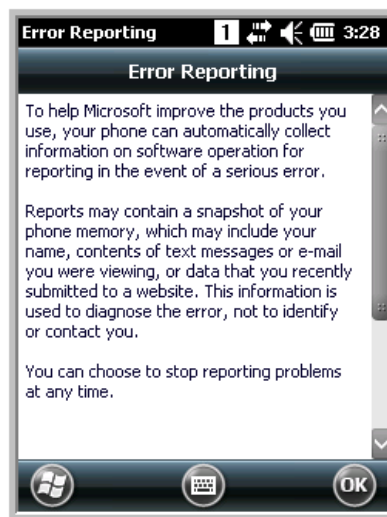 Error Reporting 1 3:28
Error Reporting
To help Microsoft improve the products you
use, your phone can automatically collect
information on software operation for
reporting in the event of a serious error.
Reports may contain a snapshot of your
phone memory, which may include your
name, contents of text messages or e-mail
you were viewing, or data that you recently
submitted to a website. This information is
used to diagnose the error, not to identify
or contact you.
You can choose to stop reporting problems
at any time.
OK